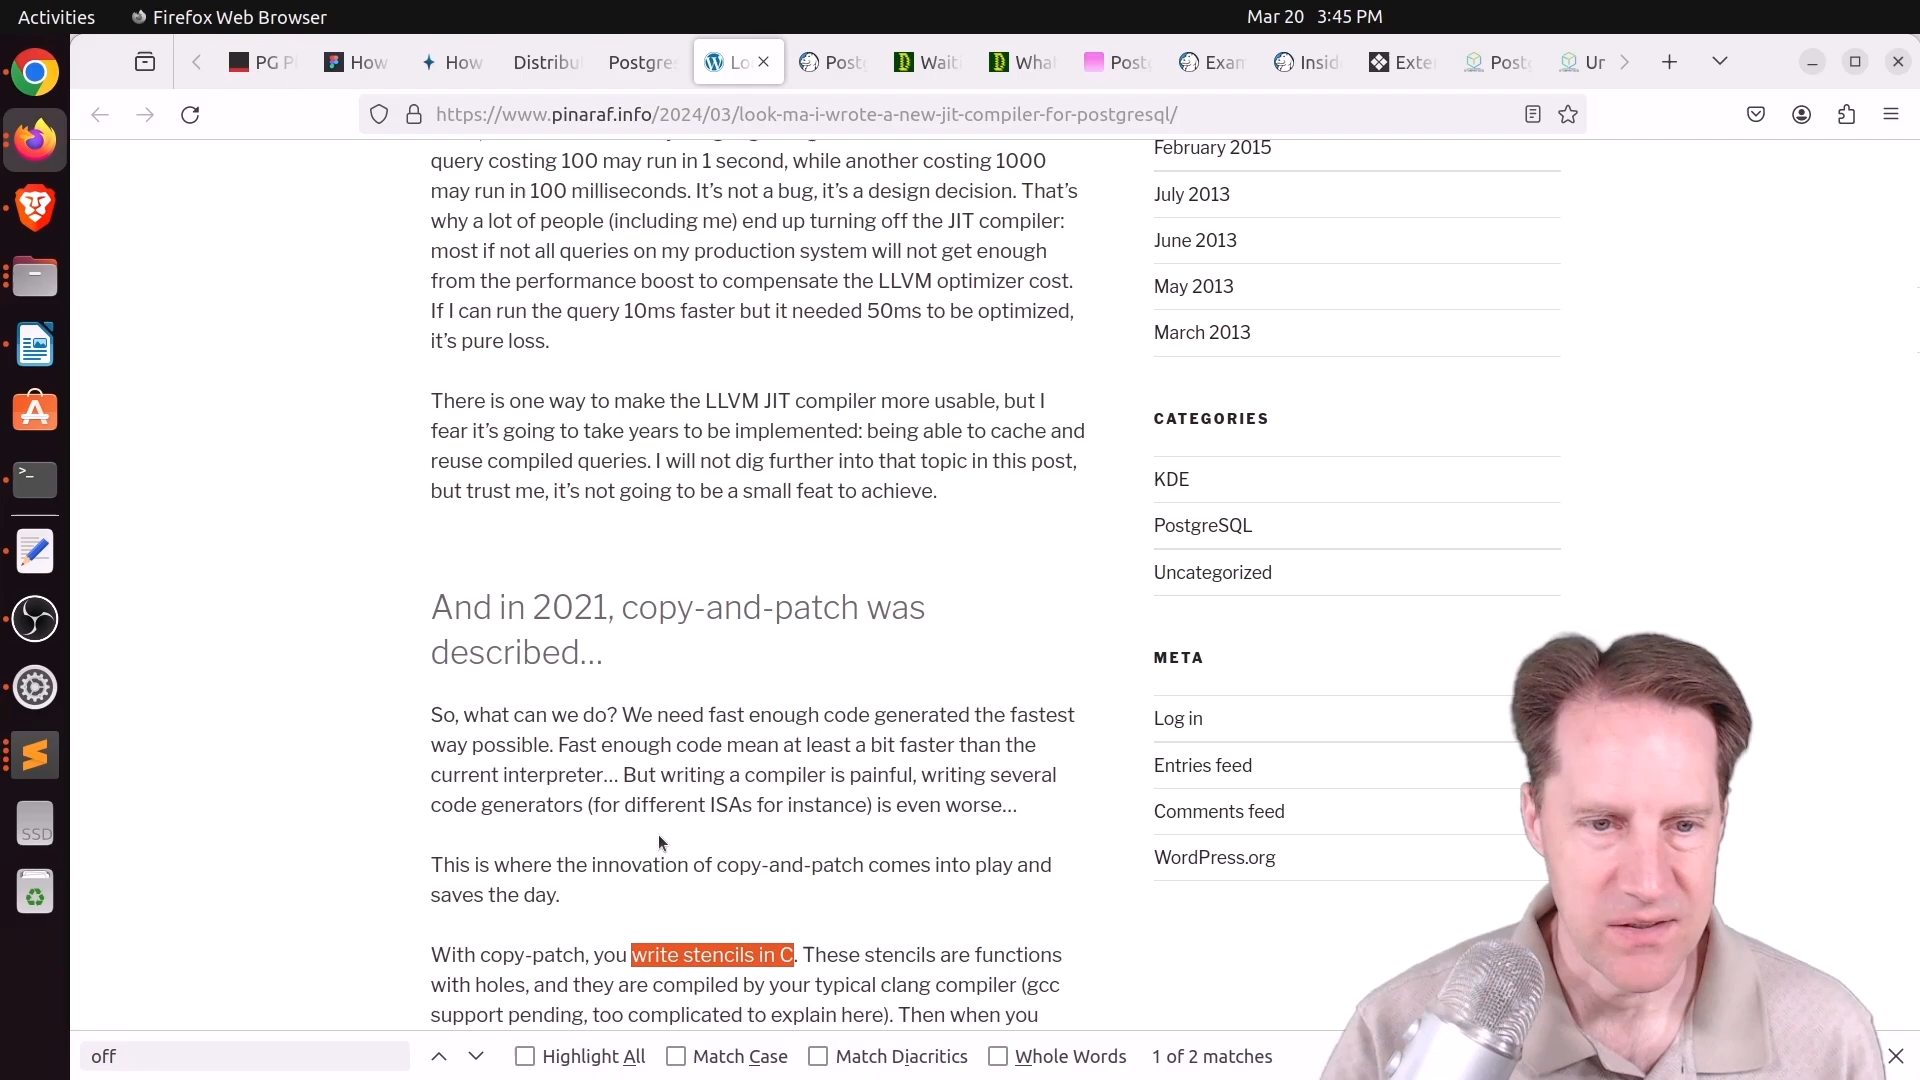 Activities
Firefox Web Browser
Mar 20 3:45 PM
PG P
How
How
Distribu
Postgre
Lo
Post
Wait
What
Post
Exam
Insid
Exte
Post
Ur
https://www.pinaraf.info/2024/03/look-ma-i-wrote-a-new-jit-compiler-for-postgresql/
query costing 100 may run in 1 second, while another costing 1000
may run in 100 milliseconds. It's not a bug, it's a design decision. That's
why a lot of people (including me) end up turning off the JIT compiler:
most if not all queries on my production system will not get enough
from the performance boost to compensate the LLVM optimizer cost.
If I can run the query 10ms faster but it needed 50ms to be optimized,
it's pure loss.
There is one way to make the LLVM JIT compiler more usable, but I
fear it's going to take years to be implemented: being able to cache and
reuse compiled queries. I will not dig further into that topic in this post,
but trust me, it's not going to be a small feat to achieve.
And in 2021, copy-and-patch was
described…
So, what can we do? We need fast enough code generated the fastest
way possible. Fast enough code mean at least a bit faster than the
current interpreter… But writing a compiler is painful, writing several
code generators (for different ISAs for instance) is even worse…
This is where the innovation of copy-and-patch comes into play and
saves the day.
With copy-patch, you write stencils in C. These stencils are functions
with holes, and they are compiled by your typical clang compiler (gcc
support pending, too complicated to explain here). Then when you
February 2015
July 2013
June 2013
May 2013
March 2013
CATEGORIES
KDE
PostgreSQL
Uncategorized
META
Log in
Entries feed
Comments feed
WordPress.org
SSD
off
Highlight All
Match Case
Match Diacritics
Whole Words
1 of 2 matches